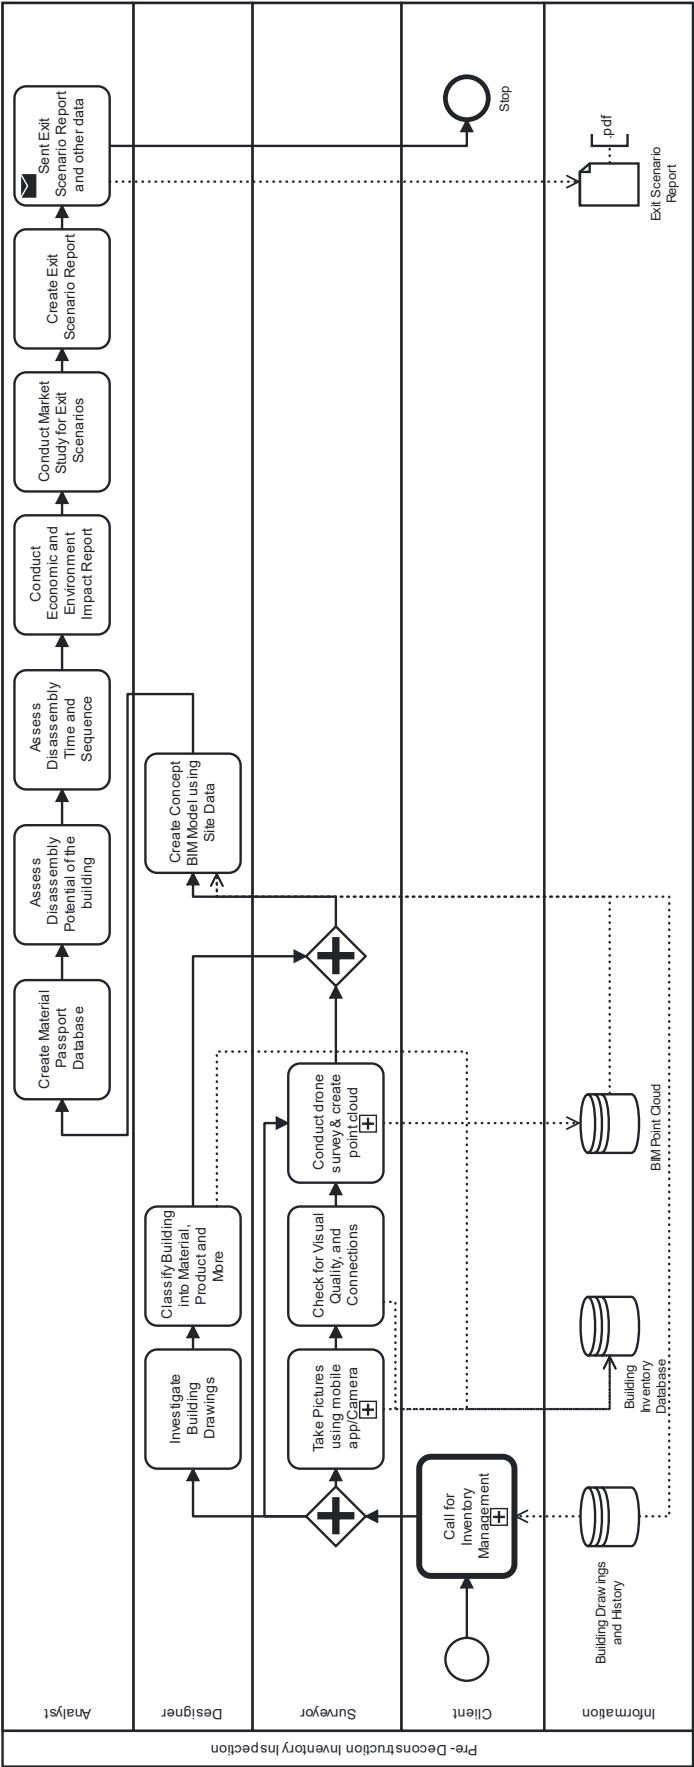 Sent Exit
Scenario Report
and other data
Create Exit
Scenario Report
Conduct Market
Study for Exit
Scenarios
Conduct
Economic and
Environment
Impact Report
Assess
Disassembly
Time and
Sequence
Assess
Disassembly
Potential of the
building
Create Material
Passport
Database
Analyst
Create Concept
BIM Model using
Site Data
Classify Building
into Material,
Product and
More
Investigate
Building
Drawings
Designer
Conduct drone
survey & create
point cloud
Check for Visual
Quality, and
Connections
Take Pictures
using mobile
app/Camera
Surveyor
Stop
Call for
Inventory
Management
Client
.pdf
Exit Scenario
Report
BIM Point Cloud
Building
Inventory
Database
Building Drawings
and History
Information
Pre - Deconstruction Inventory Inspection